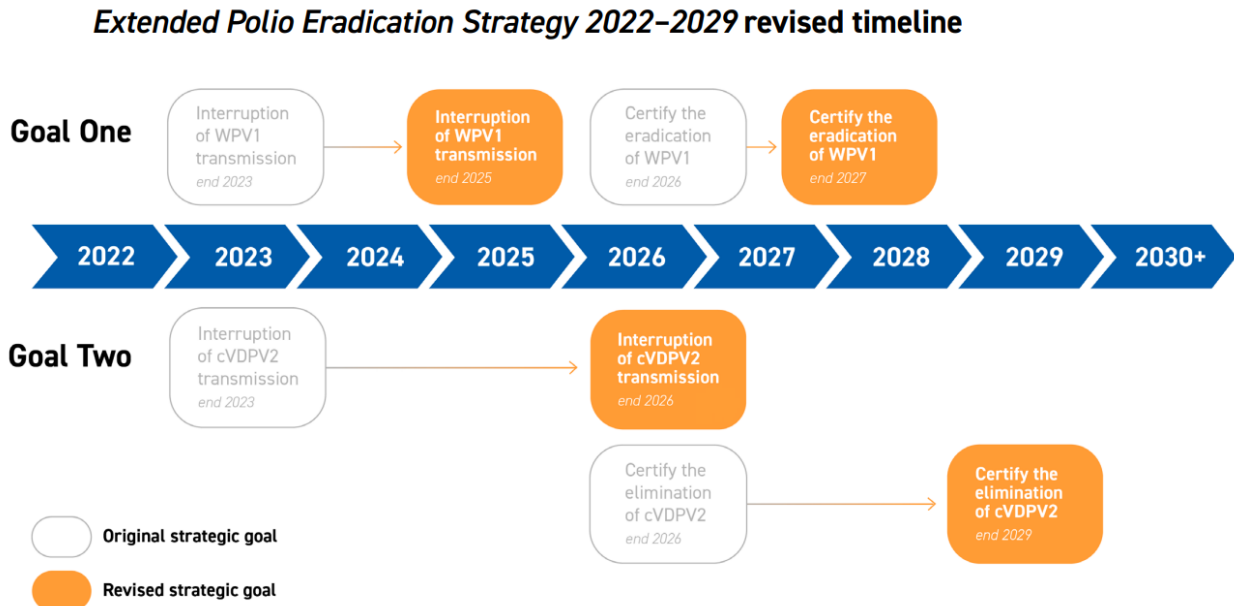 Extended Polio Eradication Strategy 2022–2029 revised timeline
Goal One
Interruption
of WPV1
transmission
end 2023
Interruption
of WPV1
transmission
end 2025
Certify the
eradication
of WPV1
end 2026
Certify the
eradication
of WPV1
end 2027
2022 2023 2024 2025 2026 2027 2028 2029 2030+
Goal Two
Interruption
of cVDPV2
transmission
end 2023
Interruption
of cVDPV2
transmission
end 2026
Certify the
elimination
of cVDPV2
end 2026
Certify the
elimination
of cVDPV2
end 2029
Original strategic goal
Revised strategic goal